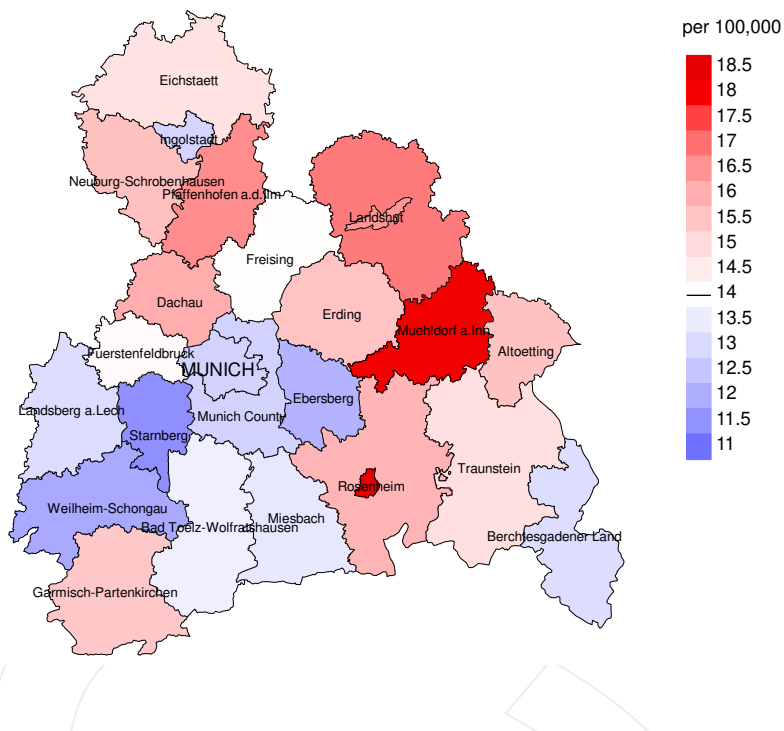 per 100,000
18.5
18
17.5
17
16.5
16
15.5
15
14.5
14
13.5
13
12.5
12
11.5
11
Eichstaett
Ingolstadt
Neuburg-Schrobenhausen
Pfaffenhofen a.d.Ilm
Landshut
Freising
Dachau
Erding
Muehldorf a.Inn
Fuerstenfeldbruck
Altoetting
MUNICH
Ebersberg
Landsberg a.Lech
Munich County
Starnberg
Traunstein
Rosenheim
Weilheim-Schongau
Miesbach
Bad Toelz-Wolfratshausen
Berchtesgadener Land
Garmisch-Partenkirchen